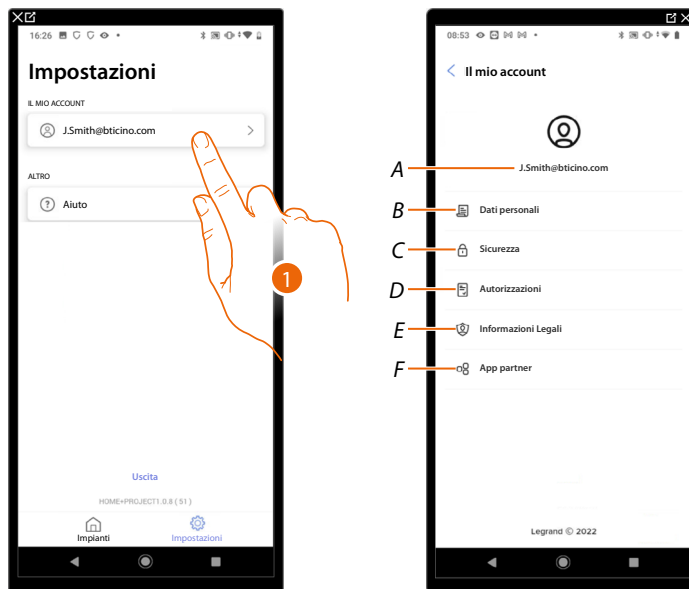 16:26
Impostazioni
IL MIO ACCOUNT
J.Smith@bticino.com
ALTRO
Aiuto
1
Uscita
HOME+PROJECT1.0.8 ( 51 )
Impianti
Impostazioni
08:53
Il mio account
A
J.Smith@bticino.com
B
Dati personali
C
Sicurezza
D
Autorizzazioni
E
Informazioni Legali
F
App partner
Legrand © 2022